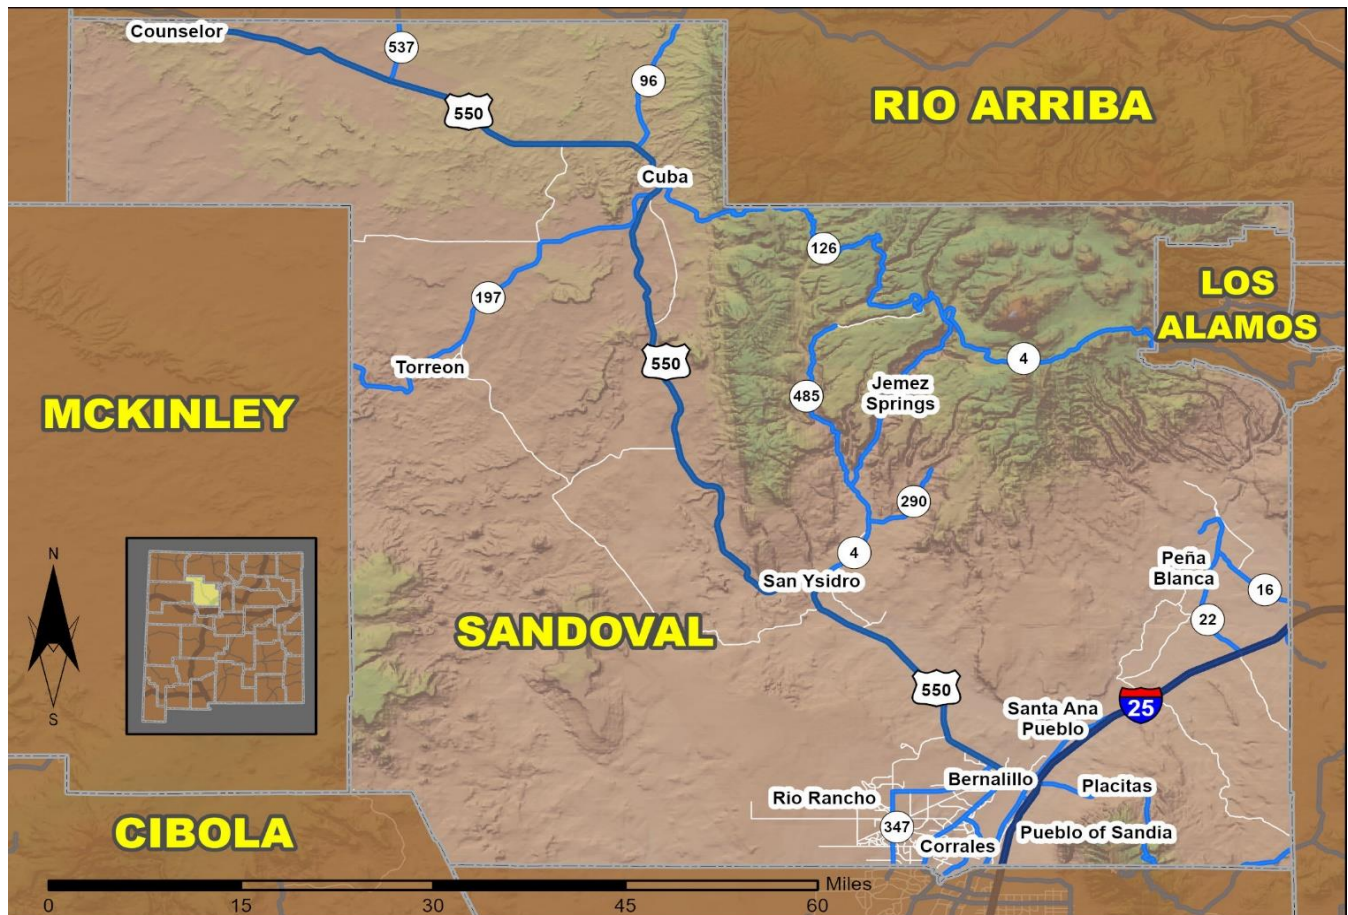 Counselor
537
96
550
RIO ARRIBA
Cuba
126
197
LOS
ALAMOS
550
4
Torreon
Jemez
Springs
485
MCKINLEY
290
N
4
Peña
Blanca
San Ysidro
16
22
SANDOVAL
550
S
25
Santa Ana
Pueblo
Bernalillo
Placitas
Rio Rancho
347
Pueblo of Sandia
CIBOLA
Corrales
Miles
0
15
30
45
60